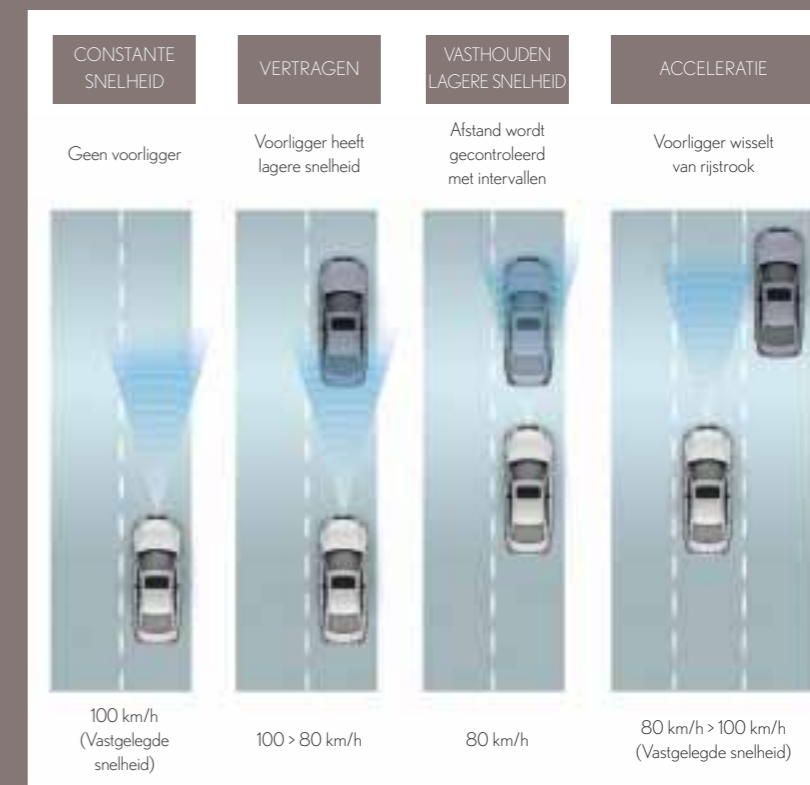 CONSTANTE
SNELHEID
VERTRAGEN
VASTHOUDEN
LAGERE SNELHEID
ACCELERATIE
Geen voorligger
Voorligger heeft
lagere snelheid
Afstand wordt
gecontroleerd
met intervallen
Voorligger wisselt
van rijstrook
100 km/h
(Vastgelegde
snelheid)
100 > 80 km/h
80 km/h
80 km/h > 100 km/h
(Vastgelegde snelheid)